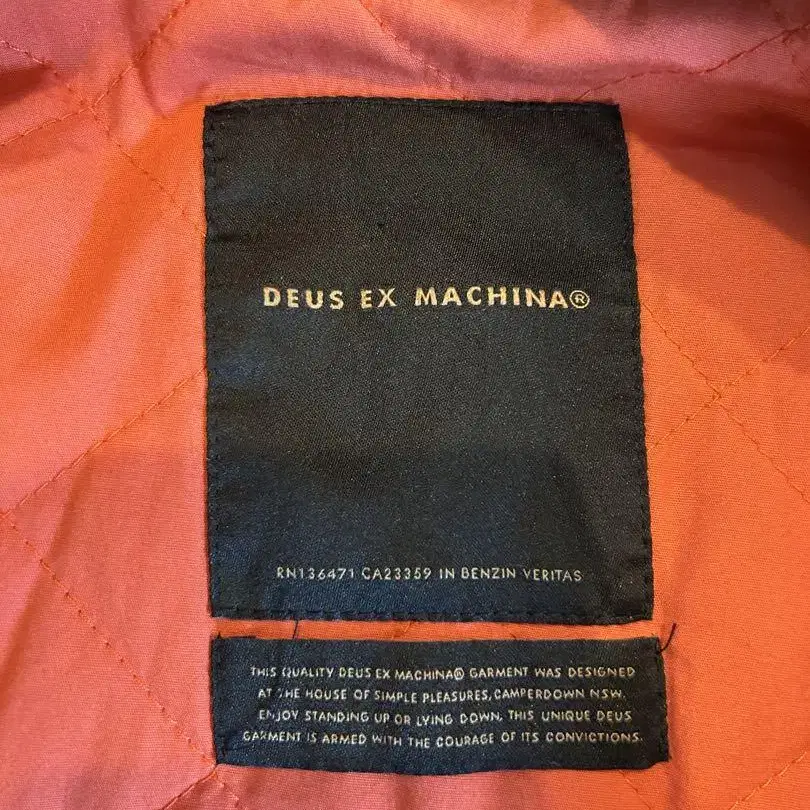 DEUS EX MACHINA®
RN136471 CA23359 IN BENZIN VERITAS
THIS QUALITY DEUS EX MACHINA® GARMENT WAS DESIGNED
AT THE HOUSE OF SIMPLE PLEASURES, CAMPERDOWN NSW.
ENJOY STANDING UP OR LYING DOWN. THIS UNIQUE DEUS
GARMENT IS ARMED WITH THE COURAGE OF ITS CONVICTIONS.